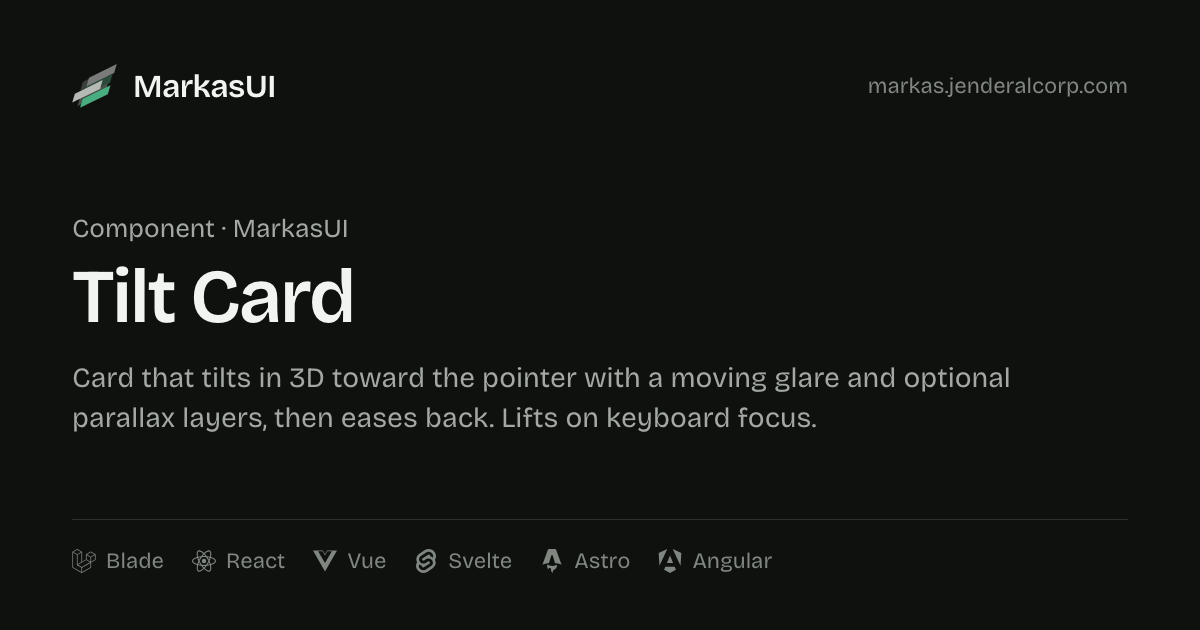 MarkasUI
markas.jenderalcorp.com
Component · MarkasUI
Tilt Card
Card that tilts in 3D toward the pointer with a moving glare and optional
parallax layers, then eases back. Lifts on keyboard focus.
Blade React Vue Svelte Astro Angular